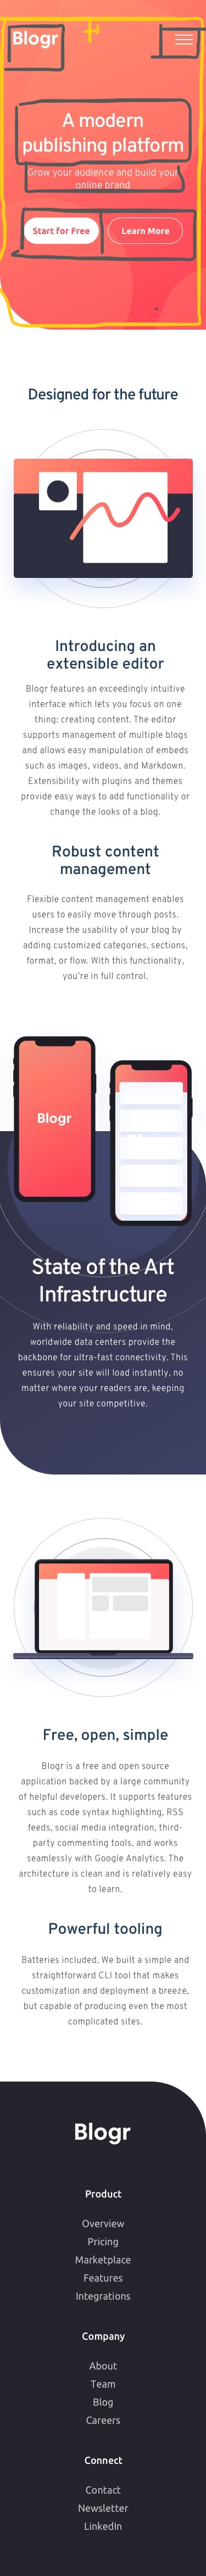 Blogr
A modern
publishing platform
Grow your audience and build your
online brand
Start for Free
Learn More
Designed for the future
Introducing an
extensible editor
Blogr features an exceedingly intuitive
interface which lets you focus on one
thing: creating content. The editor
supports management of multiple blogs
and allows easy manipulation of embeds
such as images, videos, and Markdown.
Extensibility with plugins and themes
provide easy ways to add functionality or
change the looks of a blog.
Robust content
management
Flexible content management enables
users to easily move through posts.
Increase the usability of your blog by
adding customized categories, sections,
format, or flow. With this functionality,
you're in full control.
Blogr
State of the Art
Infrastructure
With reliability and speed in mind,
worldwide data centers provide the
backbone for ultra-fast connectivity. This
ensures your site will load instantly, no
matter where your readers are, keeping
your site competitive.
Free, open, simple
Blogr is a free and open source
application backed by a large community
of helpful developers. It supports features
such as code syntax highlighting, RSS
feeds, social media integration, third-
party commenting tools, and works
seamlessly with Google Analytics. The
architecture is clean and is relatively easy
to learn.
Powerful tooling
Batteries included. We built a simple and
straightforward CLI tool that makes
customization and deployment a breeze,
but capable of producing even the most
complicated sites.
Blogr
Product
Overview
Pricing
Marketplace
Features
Integrations
Company
About
Team
Blog
Careers
Connect
Contact
Newsletter
LinkedIn